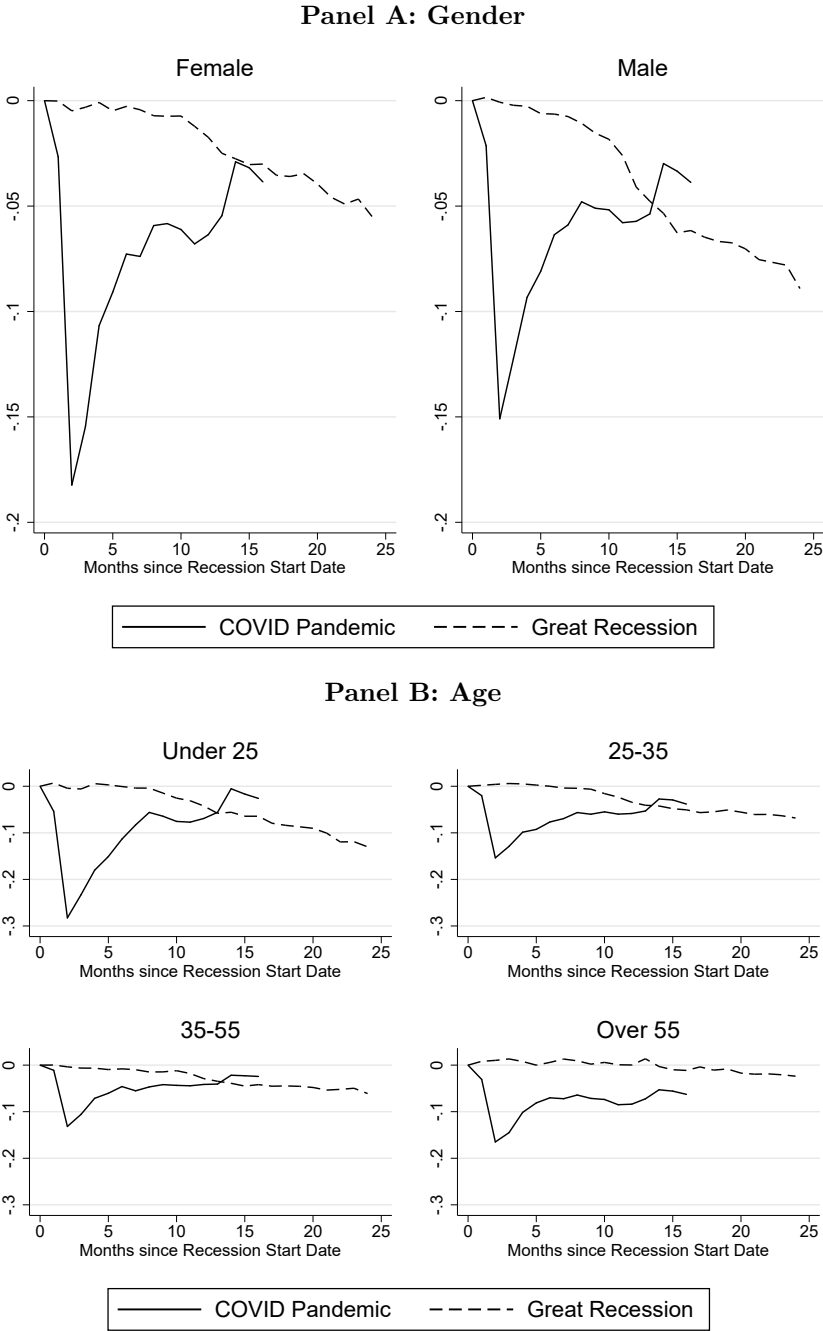 Panel A: Gender
Female
Male
0
-.05
-.1
-.15
-.2
0
-.05
-.1
-.15
-.2
0 5 10 15 20 25
0 5 10 15 20 25
Months since Recession Start Date
Months since Recession Start Date
COVID Pandemic
Great Recession
Panel B: Age
Under 25
25-35
0
-.1
-.2
-.3
0
-.1
-.2
-.3
0 5 10 15 20 25
0 5 10 15 20 25
Months since Recession Start Date
Months since Recession Start Date
35-55
Over 55
0
-.1
-.2
-.3
0
-.1
-.2
-.3
0 5 10 15 20 25
0 5 10 15 20 25
Months since Recession Start Date
Months since Recession Start Date
COVID Pandemic
Great Recession